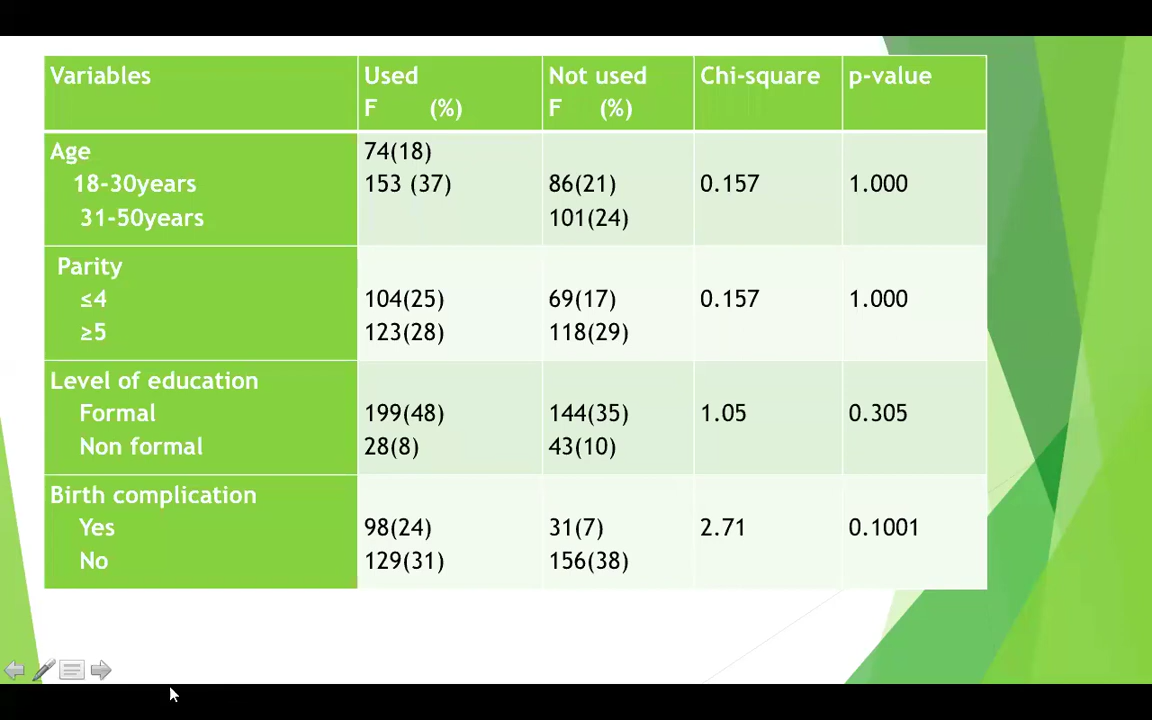 Variables Used Not used Chi-square p-value
F (%) F (%)
Age 74(18)
18-30years 153 (37) 86(21) 0.157 1.000
31-50years 101(24)
Parity
≤4 104(25) 69(17) 0.157 1.000
≥5 123(28) 118(29)
Level of education
Formal 199(48) 144(35) 1.05 0.305
Non formal 28(8) 43(10)
Birth complication
Yes 98(24) 31(7) 2.71 0.1001
No 129(31) 156(38)